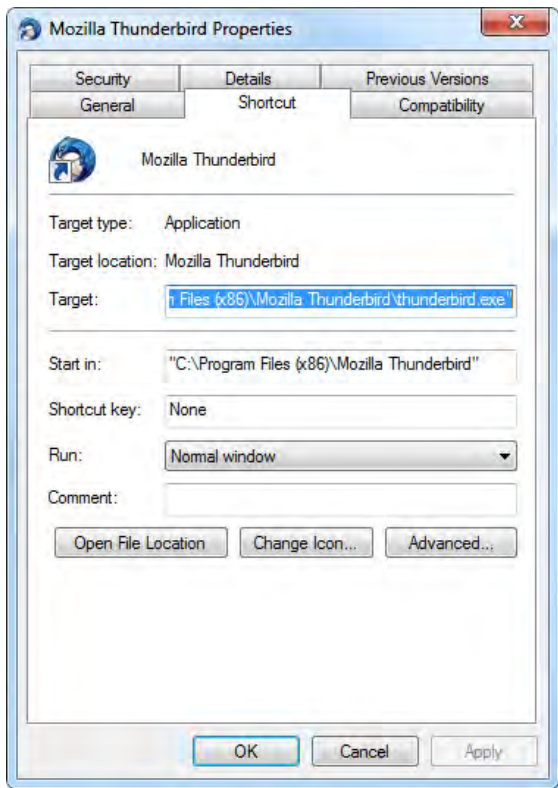 Mozilla Thunderbird Properties
Security Details Previous Versions
General Shortcut Compatibility
Mozilla Thunderbird
Target type: Application
Target location: Mozilla Thunderbird
Target: Files (x86)\Mozilla Thunderbird\thunderbird.exe"
Start in: "C:\Program Files (x86)\Mozilla Thunderbird"
Shortcut key: None
Run: Normal window
Comment:
Open File Location Change Icon... Advanced...
OK Cancel Apply